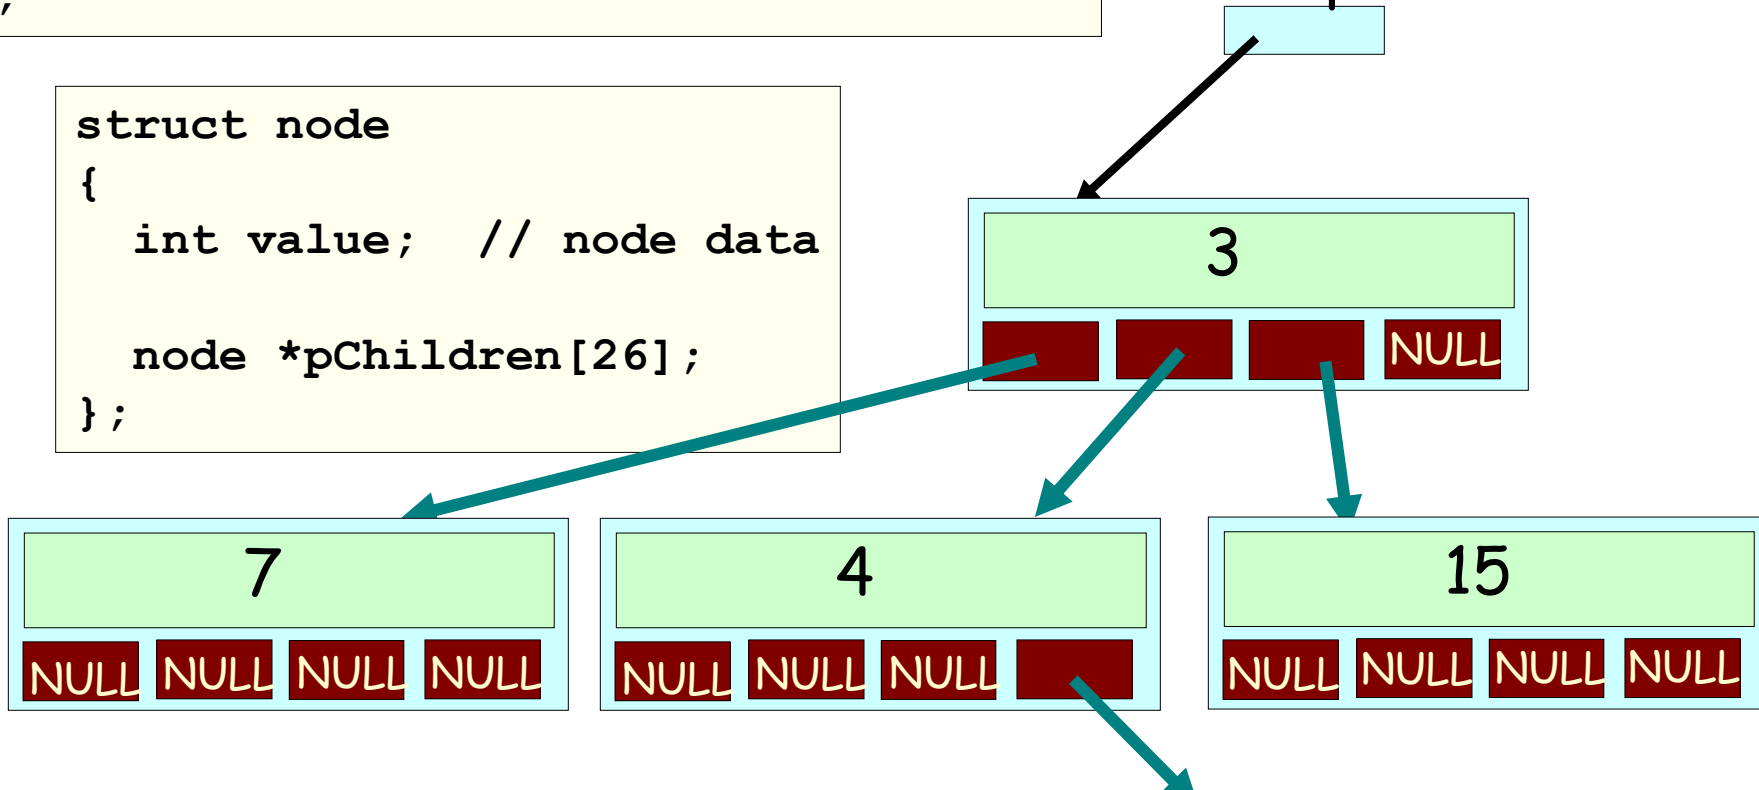 struct node
{
int value; // node data
node *pChildren[26];
};
3
NULL
7
4
15
NULL NULL NULL NULL
NULL NULL NULL
NULL NULL NULL NULL